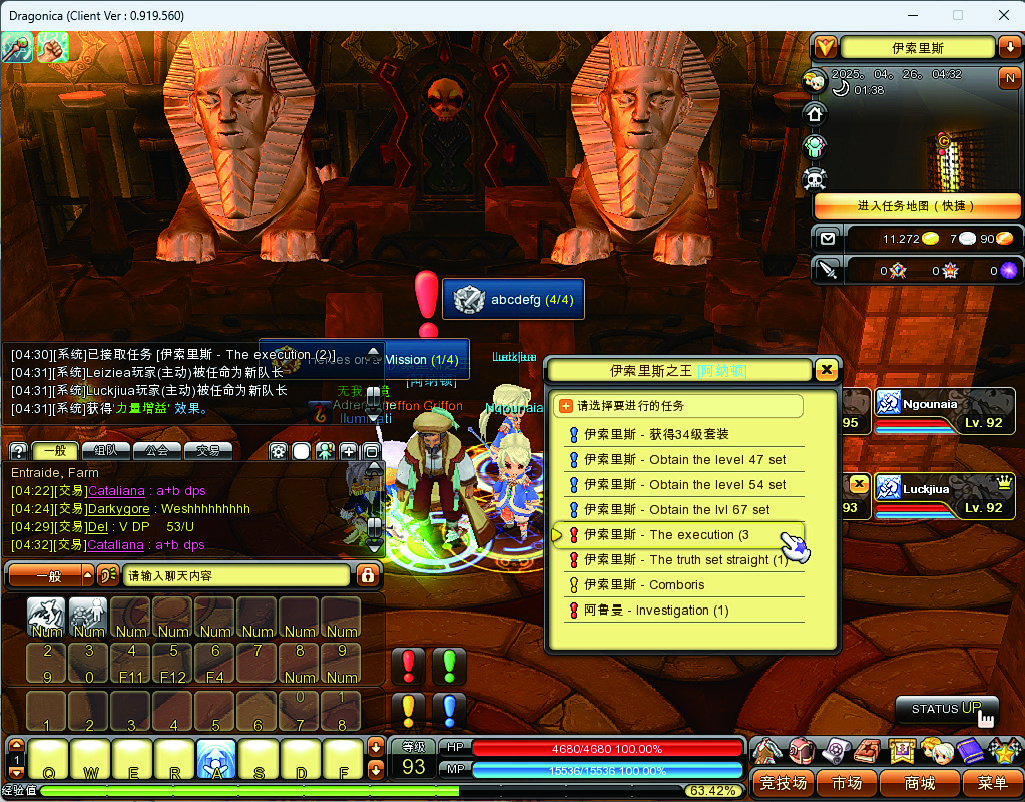 Dragonica (Client Ver : 0.919.560)
伊索里斯
2025。 04。 26。 04:32
N
01:38
进入任务地图 ( 快捷 )
11.272 7 90
0 0 0
abcdefg (4/4)
Mission (1/4)
[04:30][系统]已接取任务 [伊索里斯 - The execution (2)]
[04:31][系统]Leiziea玩家(主动)被任命为新队长
[04:31][系统]Luckjiua玩家(主动)被任命为新队长
[04:31][系统]获得'力量增益' 效果。
Luckjiua
[阿纳顿]
Griffon
Ngounaia
Illuminati
伊索里斯之王 [阿纳顿]
请选择要进行的任务
伊索里斯 - 获得34级套装
伊索里斯 - Obtain the level 47 set
伊索里斯 - Obtain the level 54 set
伊索里斯 - Obtain the lvl 67 set
伊索里斯 - The execution (3
伊索里斯 - The truth set straight (1)
伊索里斯 - Comboris
阿鲁曼 - Investigation (1)
95
Ngounaia
Lv. 92
93
Luckjiua
Lv. 92
一般 组队 公会 交易
Entraide, Farm
[04:22][交易]Cataliana : a+b dps
[04:24][交易]Darkygore : Weshhhhhhhh
[04:29][交易]Del : V DP 53/U
[04:32][交易]Cataliana : a+b dps
一般 请输入聊天内容
Num Num Num Num Num Num Num Num
2 3 4 5 6 7 8 9
9 0 F11 F12 F4 Num Num
0 1
1 2 3 4 5 6 7 8
STATUS UP
1
Q W E R A S D F
等级
93
HP 4680/4680 100.00%
MP 15536/15536 100.00%
竞技场 市场 商城 菜单
经验值 63.42%